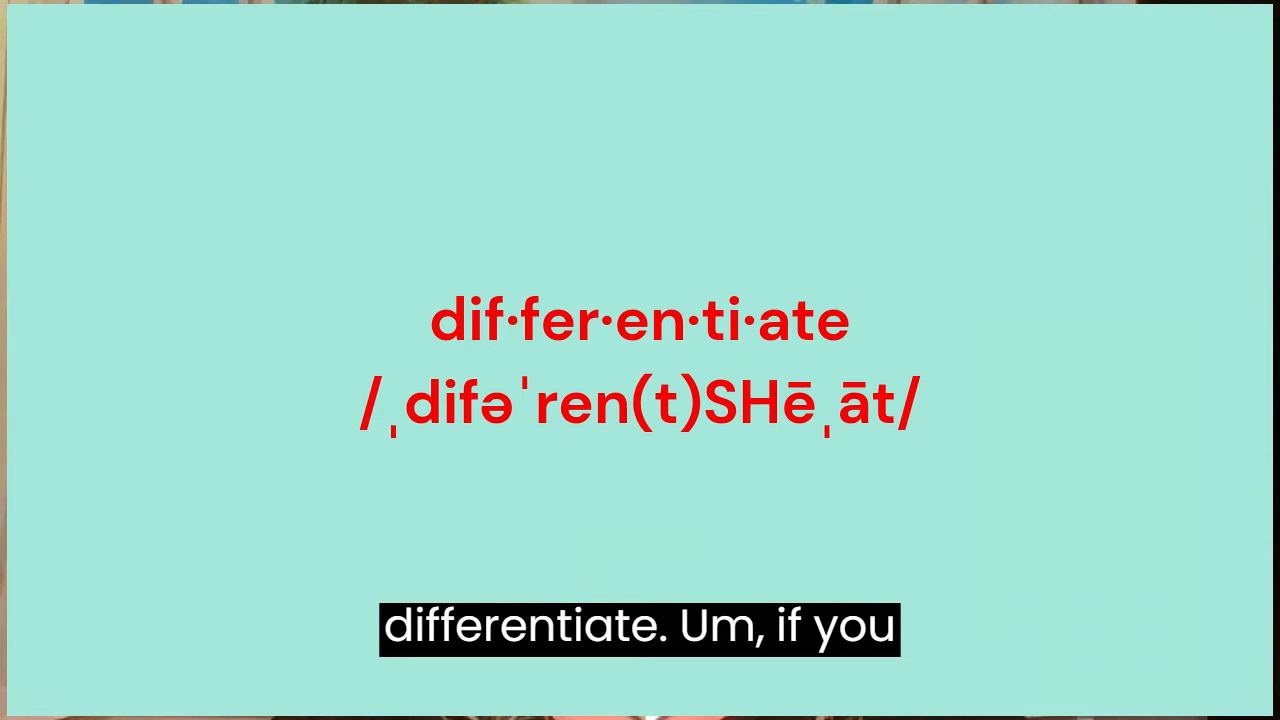 dif·fer·en·ti·ate
/ˌdifəˈren(t)SHēˌāt/
differentiate. Um, if you